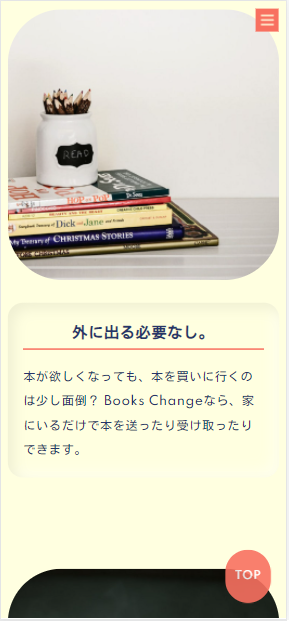 READ
HOP on POP
BEAUTY AND THE BEAST
Dick and Jane
My Treasury of CHRISTMAS STORIES
外に出る必要なし。
本が欲しくなっても、本を買いに行くの
は少し面倒？ Books Changeなら、家
にいるだけで本を送ったり受け取ったり
できます。
TOP